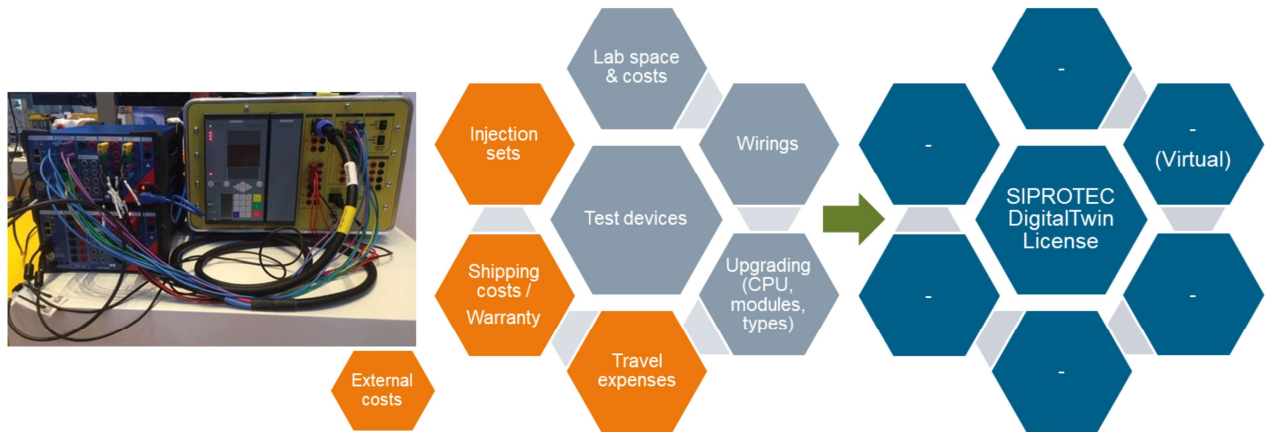 Lab space
& costs
Injection
sets
Wirings
Test devices
Shipping
costs /
Warranty
Upgrading
(CPU,
modules,
types)
Travel
expenses
External
costs
-
-
-
(Virtual)
SIPROTEC
DigitalTwin
License
-
-
-